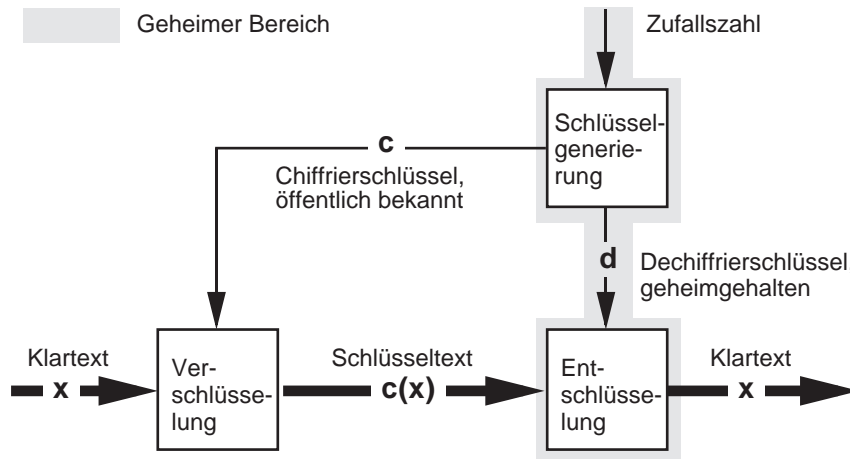 Geheimer Bereich
Zufallszahl
Schlüssel-
generie-
rung
c
Chiffrierschlüssel,
öffentlich bekannt
d
Dechiffrierschlüssel,
geheimgehalten
Klartext
x
Ver-
schlüsse-
lung
Schlüsseltext
c(x)
Ent-
schlüsse-
lung
Klartext
x